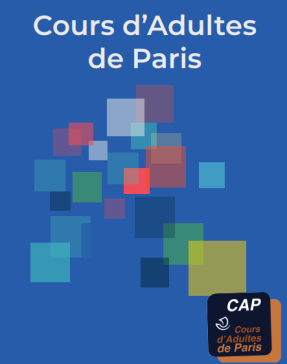 Cours d’Adultes
de Paris
CAP
Cours
d'Adultes
de Paris